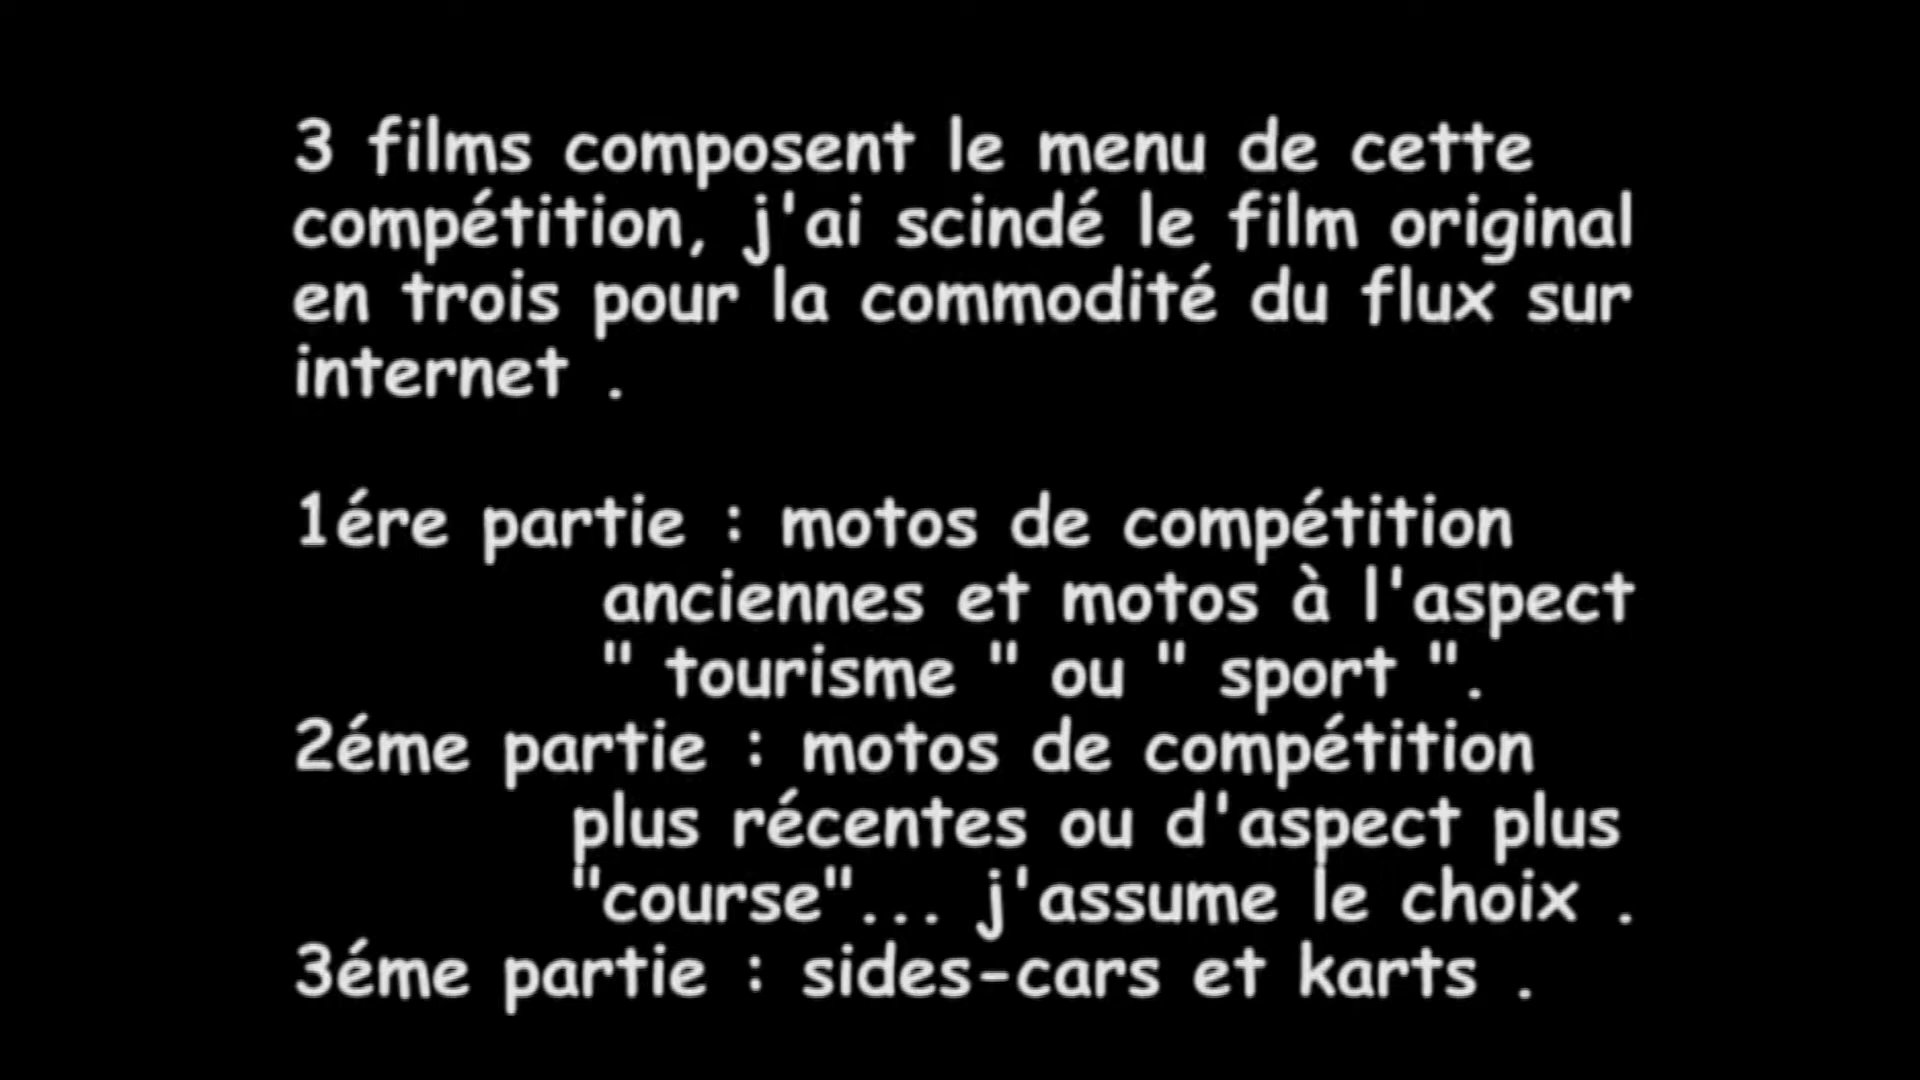 3 films composent le menu de cette
compétition, j'ai scindé le film original
en trois pour la commodité du flux sur
internet .
1ére partie : motos de compétition
anciennes et motos à l'aspect
" tourisme " ou " sport ".
2éme partie : motos de compétition
plus récentes ou d'aspect plus
"course"... j'assume le choix .
3éme partie : sides-cars et karts .